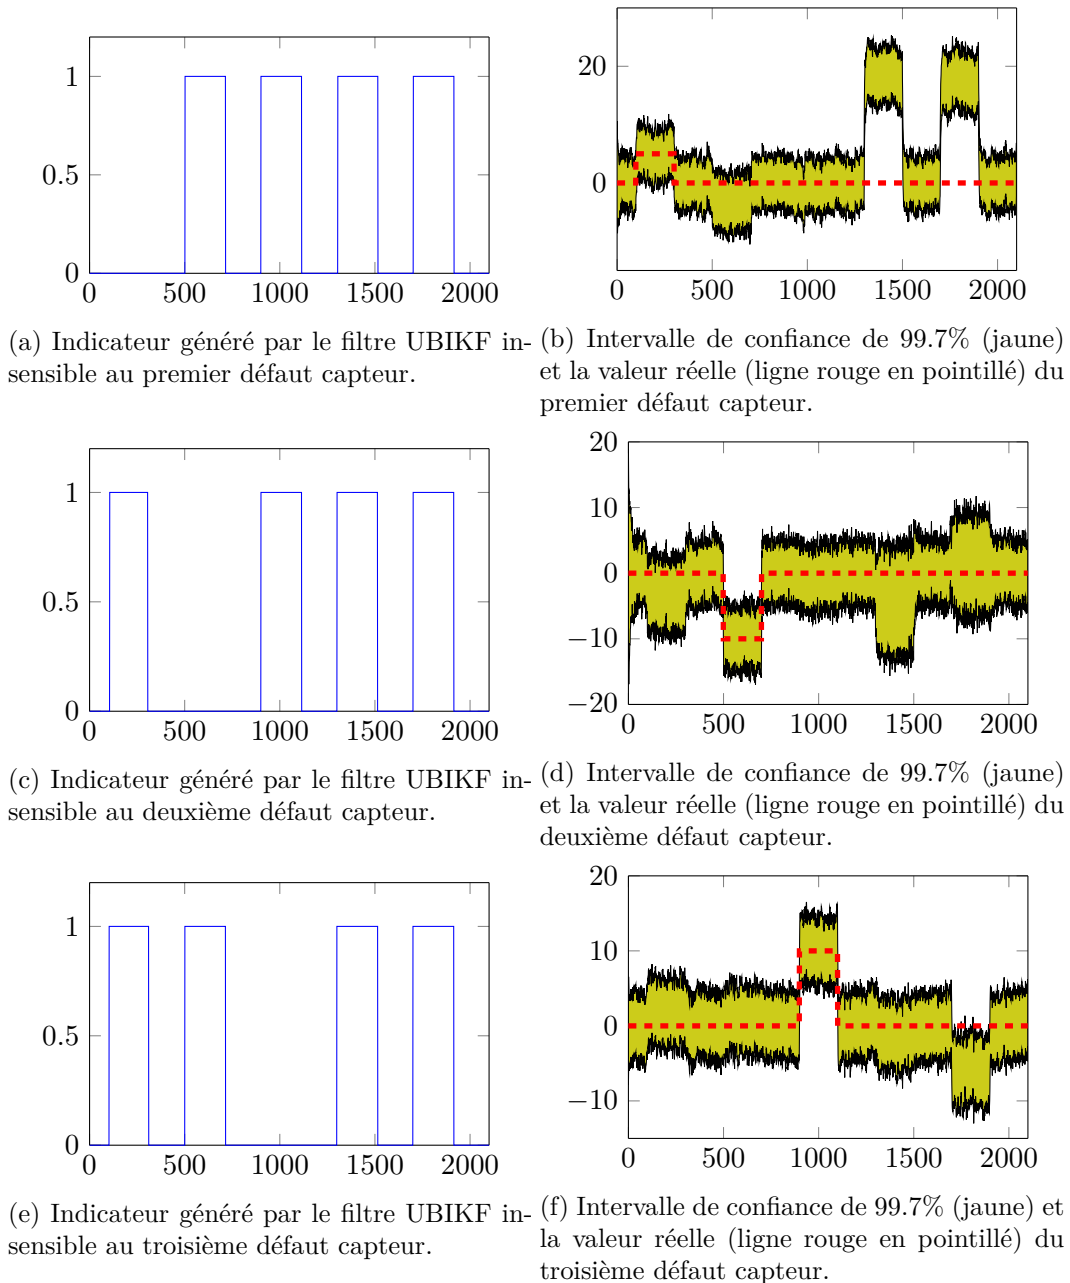 1
0.5
0
0 500 1000 1500 2000
20
0
0 500 1000 1500 2000
(a) Indicateur généré par le filtre UBIKF in-
sensible au premier défaut capteur.
(b) Intervalle de confiance de 99.7% (jaune)
et la valeur réelle (ligne rouge en pointillé) du
premier défaut capteur.
1
0.5
0
0 500 1000 1500 2000
20
10
0
−10
−20
0 500 1000 1500 2000
(c) Indicateur généré par le filtre UBIKF in-
sensible au deuxième défaut capteur.
(d) Intervalle de confiance de 99.7% (jaune)
et la valeur réelle (ligne rouge en pointillé) du
deuxième défaut capteur.
1
0.5
0
0 500 1000 1500 2000
20
10
0
−10
0 500 1000 1500 2000
(e) Indicateur généré par le filtre UBIKF in-
sensible au troisième défaut capteur.
(f) Intervalle de confiance de 99.7% (jaune) et
la valeur réelle (ligne rouge en pointillé) du
troisième défaut capteur.